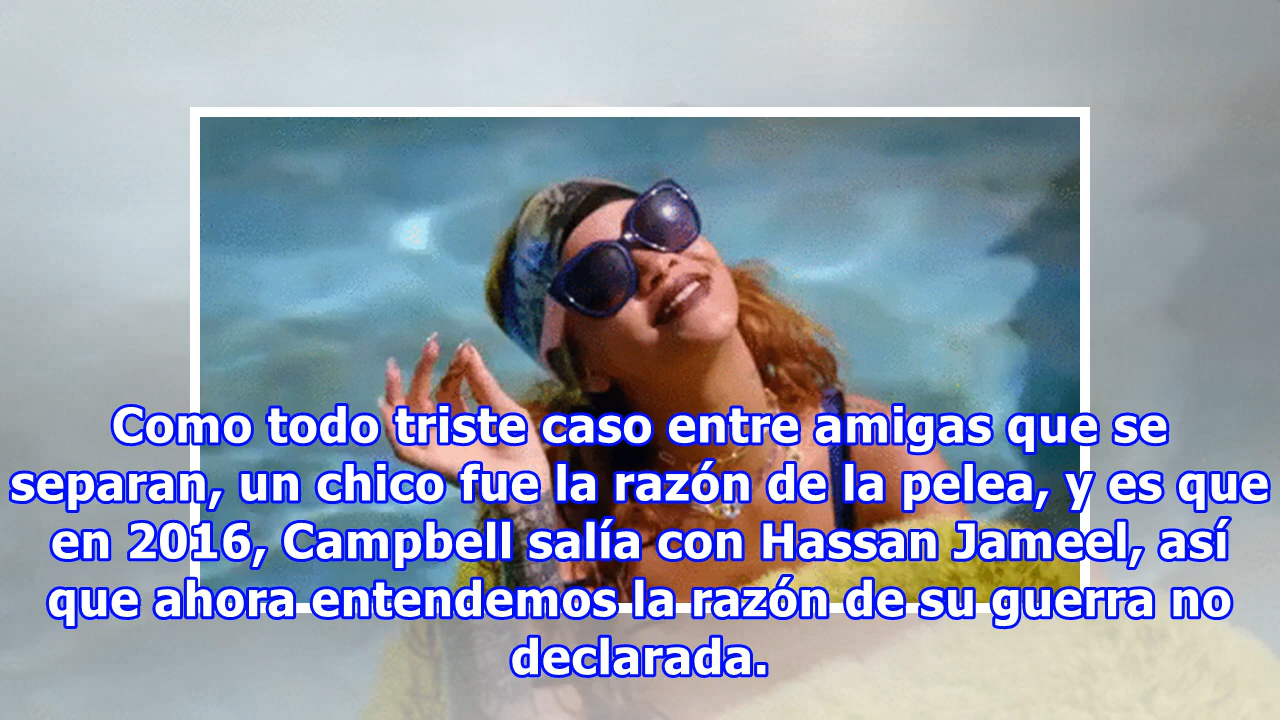 Como todo triste caso entre amigas que se
separan, un chico fue la razón de la pelea, y es que
en 2016, Campbell salía con Hassan Jameel, así
que ahora entendemos la razón de su guerra no
declarada.